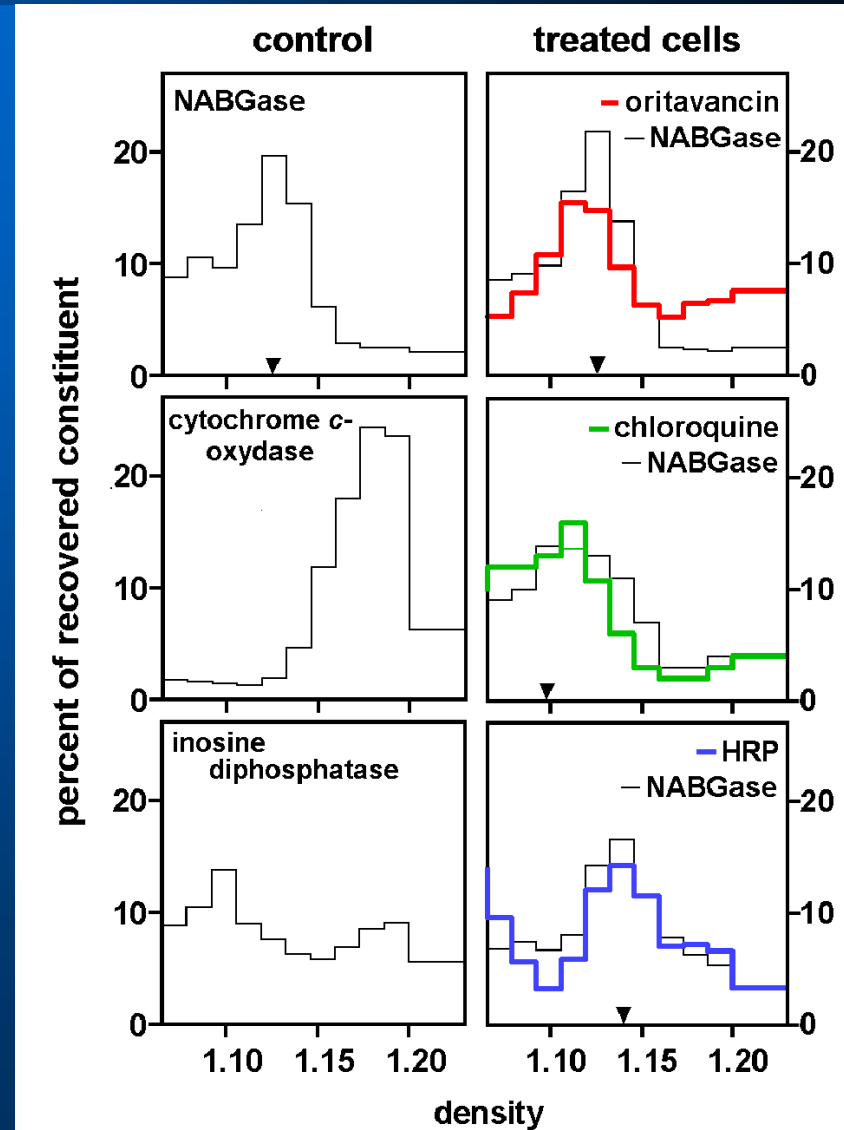 control
treated cells
percent of recovered constituent
NABGase
20
10
0
oritavancin
NABGase
20
10
0
cytochrome c-
oxydase
20
10
0
chloroquine
NABGase
20
10
0
inosine
diphosphatase
20
10
0
HRP
NABGase
20
10
0
1.10 1.15 1.20
1.10 1.15 1.20
density